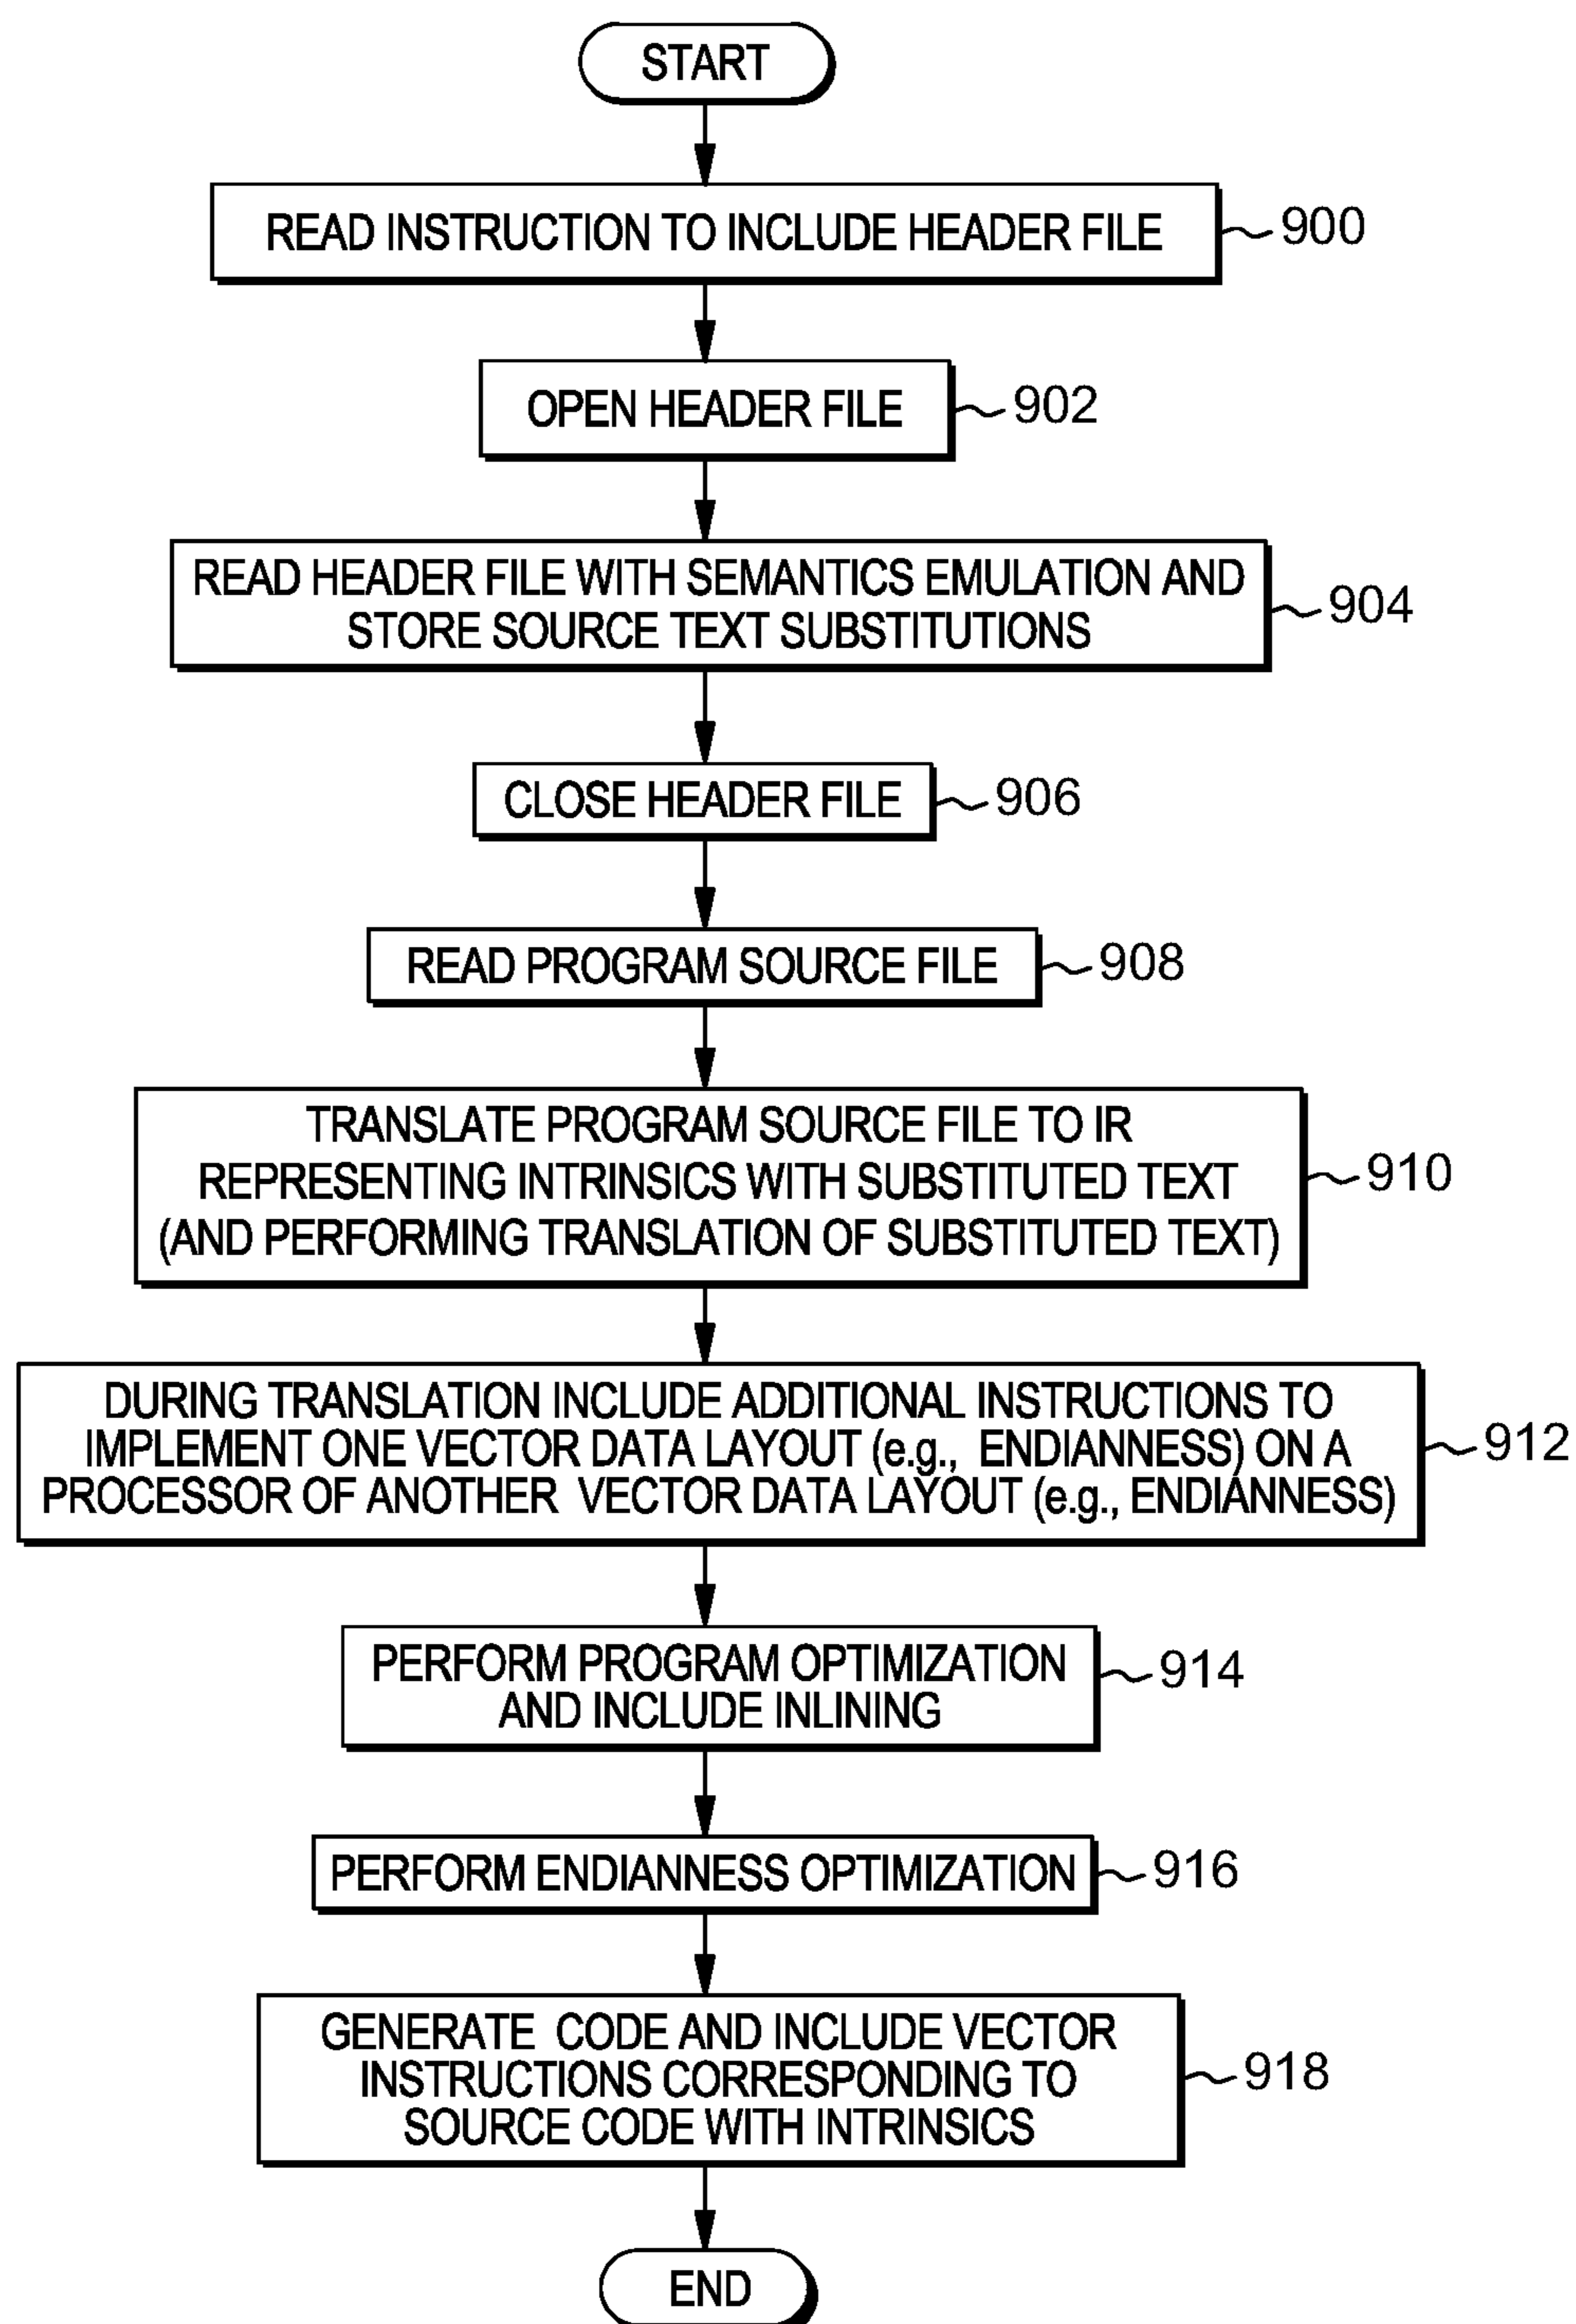 START
READ INSTRUCTION TO INCLUDE HEADER FILE
900
OPEN HEADER FILE
902
READ HEADER FILE WITH SEMANTICS EMULATION AND
STORE SOURCE TEXT SUBSTITUTIONS
904
CLOSE HEADER FILE
906
READ PROGRAM SOURCE FILE
908
TRANSLATE PROGRAM SOURCE FILE TO IR
REPRESENTING INTRINSICS WITH SUBSTITUTED TEXT
(AND PERFORMING TRANSLATION OF SUBSTITUTED TEXT)
910
DURING TRANSLATION INCLUDE ADDITIONAL INSTRUCTIONS TO
IMPLEMENT ONE VECTOR DATA LAYOUT (e.g., ENDIANNESS) ON A
PROCESSOR OF ANOTHER VECTOR DATA LAYOUT (e.g., ENDIANNESS)
912
PERFORM PROGRAM OPTIMIZATION
AND INCLUDE INLINING
914
PERFORM ENDIANNESS OPTIMIZATION
916
GENERATE CODE AND INCLUDE VECTOR
INSTRUCTIONS CORRESPONDING TO
SOURCE CODE WITH INTRINSICS
918
END